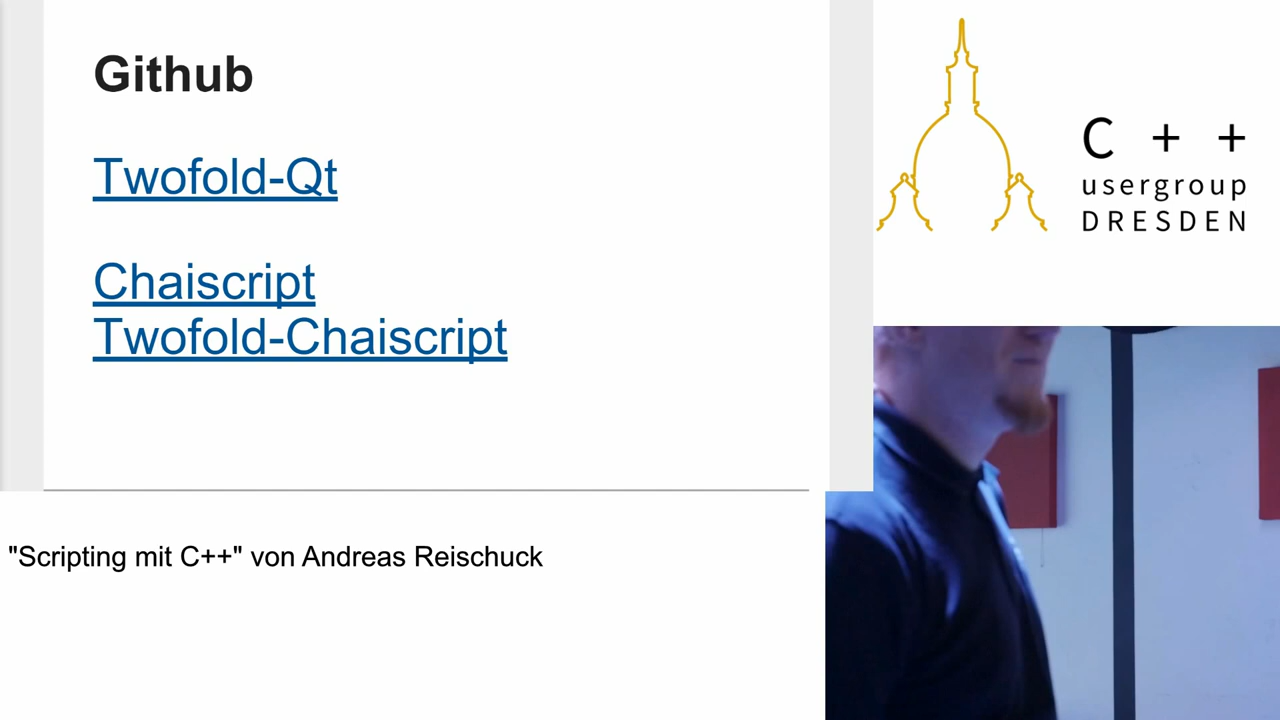 Github
Twofold-Qt
Chaiscript
Twofold-Chaiscript
C + +
usergroup
DRESDEN
"Scripting mit C++" von Andreas Reischuck